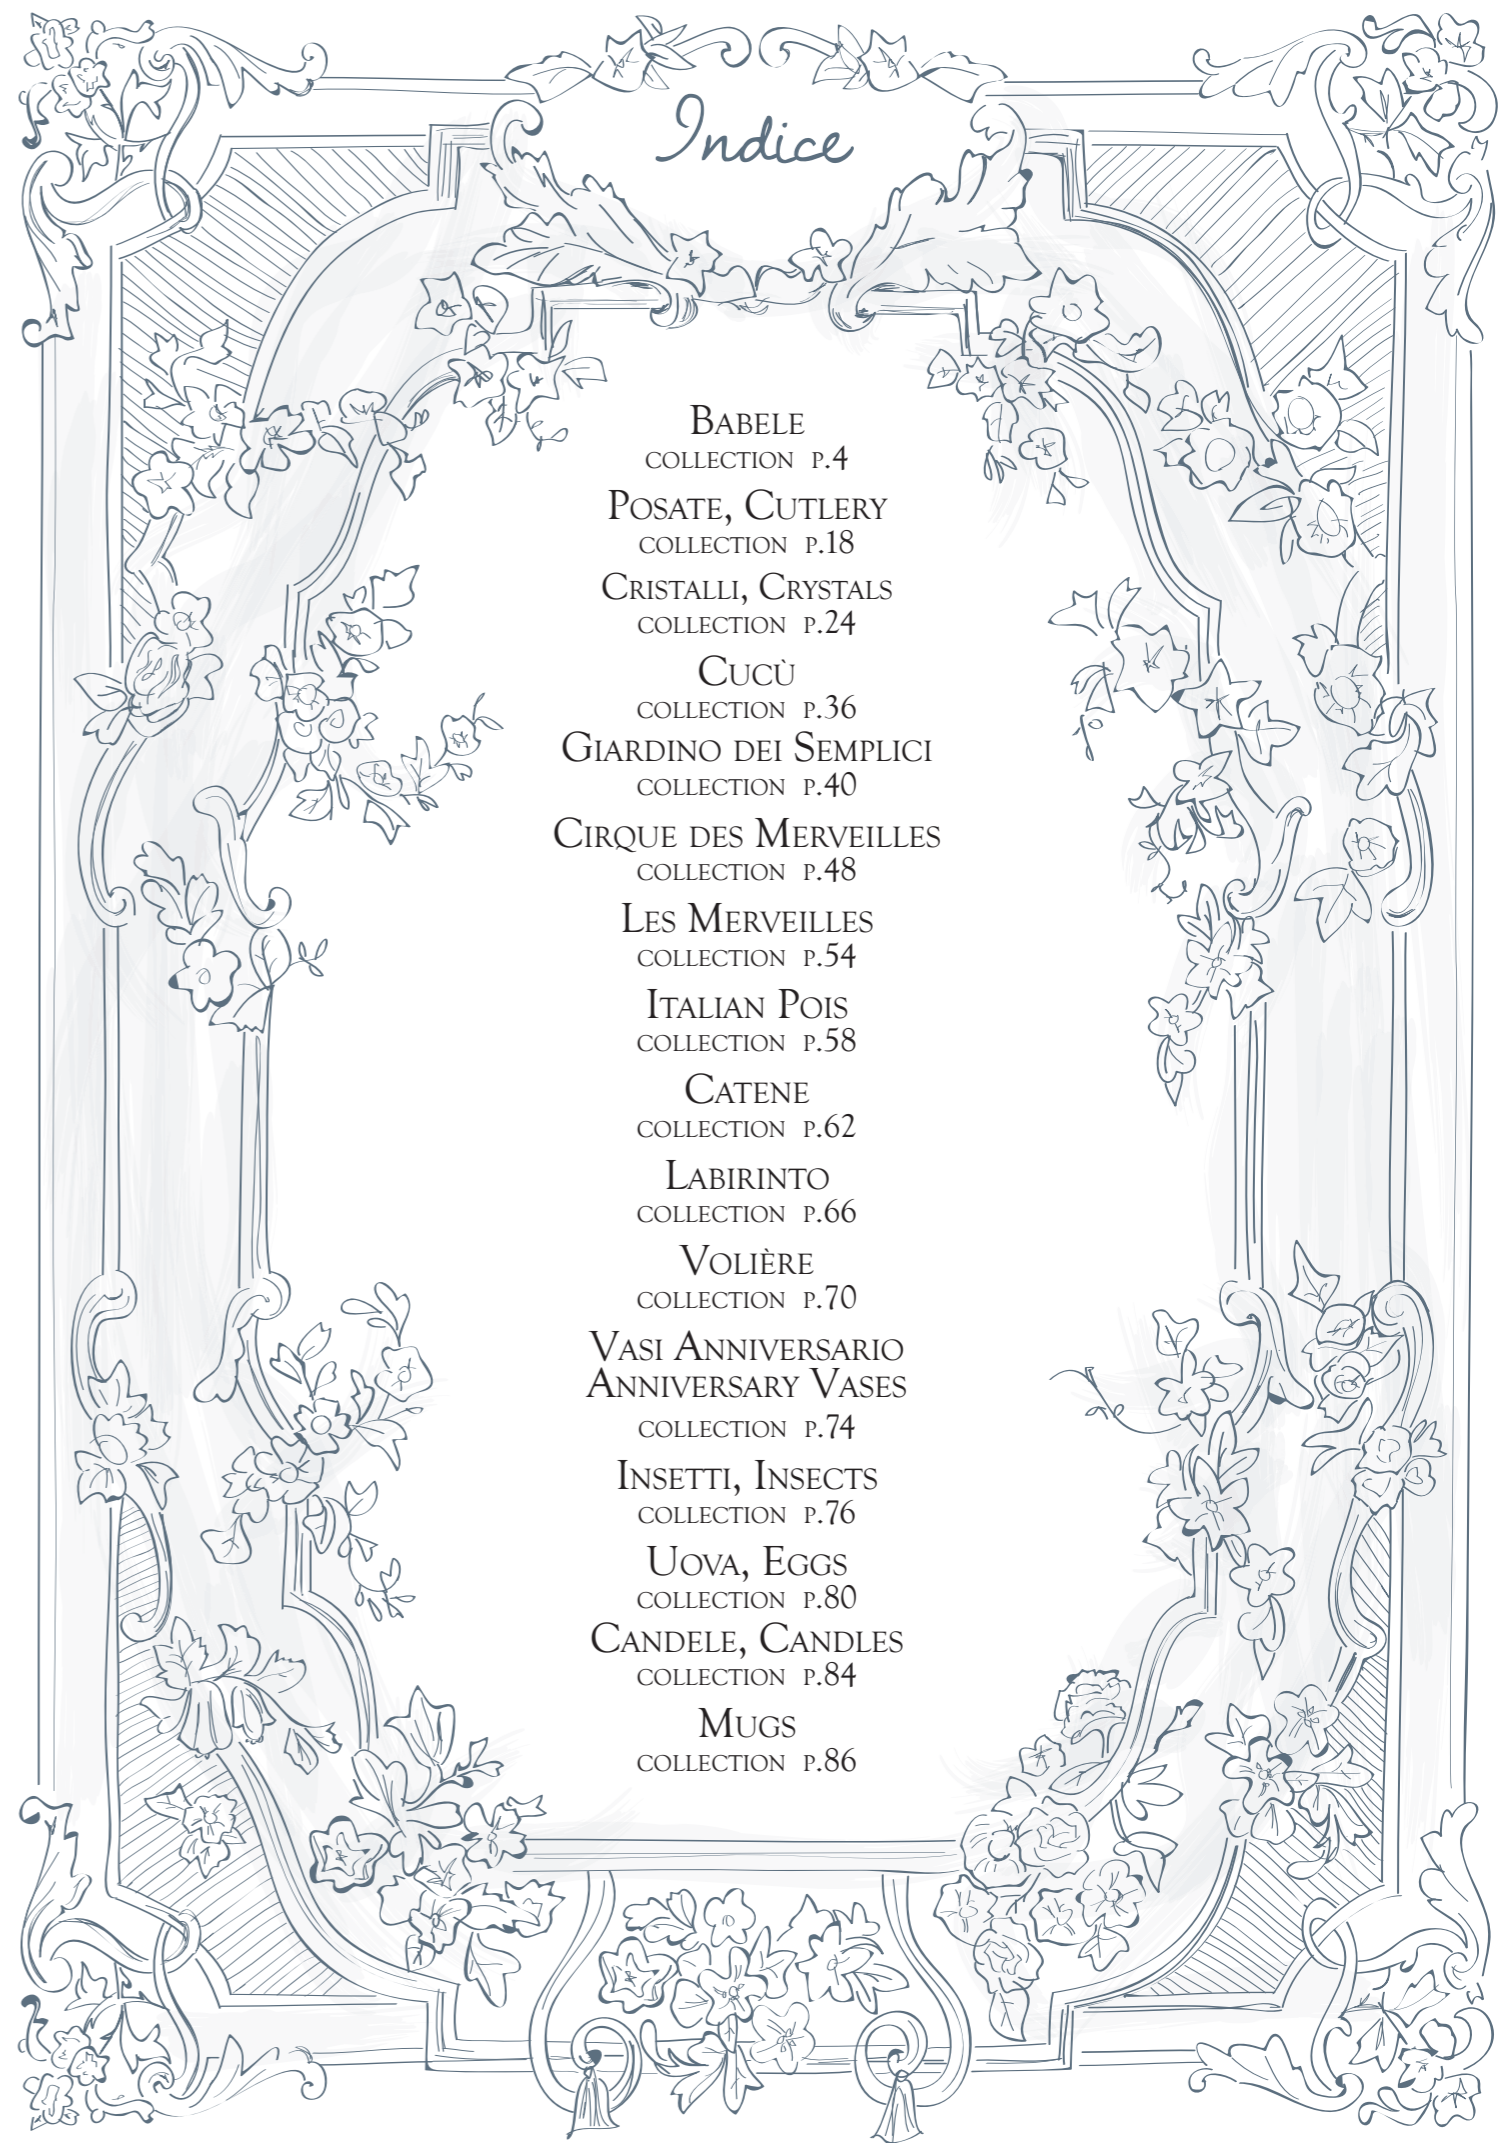 Indice
Babele
collection p.4
Posate, Cutlery
collection p.18
Cristalli, Crystals
collection p.24
Cucù
collection p.36
Giardino dei Semplici
collection p.40
Cirque des Merveilles
collection p.48
Les Merveilles
collection p.54
Italian Pois
collection p.58
Catene
collection p.62
Labirinto
collection p.66
Volière
collection p.70
Vasi Anniversario
Anniversary Vases
collection p.74
Insetti, Insects
collection p.76
Uova, Eggs
collection p.80
Candele, Candles
collection p.84
Mugs
collection p.86